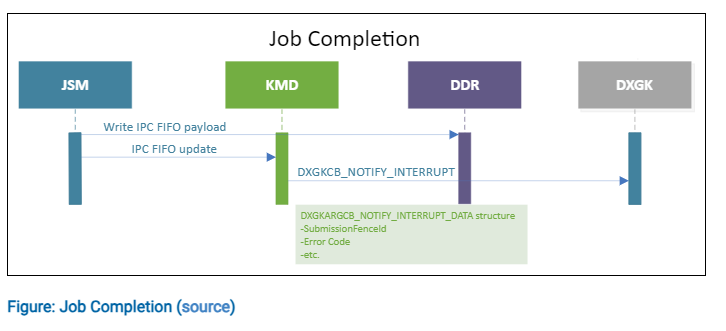 Job Completion
JSM
KMD
DDR
DXGK
Write IPC FIFO payload
IPC FIFO update
DXGKCB_NOTIFY_INTERRUPT
DXGKARGCB_NOTIFY_INTERRUPT_DATA structure
-SubmissionFenceId
-Error Code
-etc.
Figure: Job Completion (source)